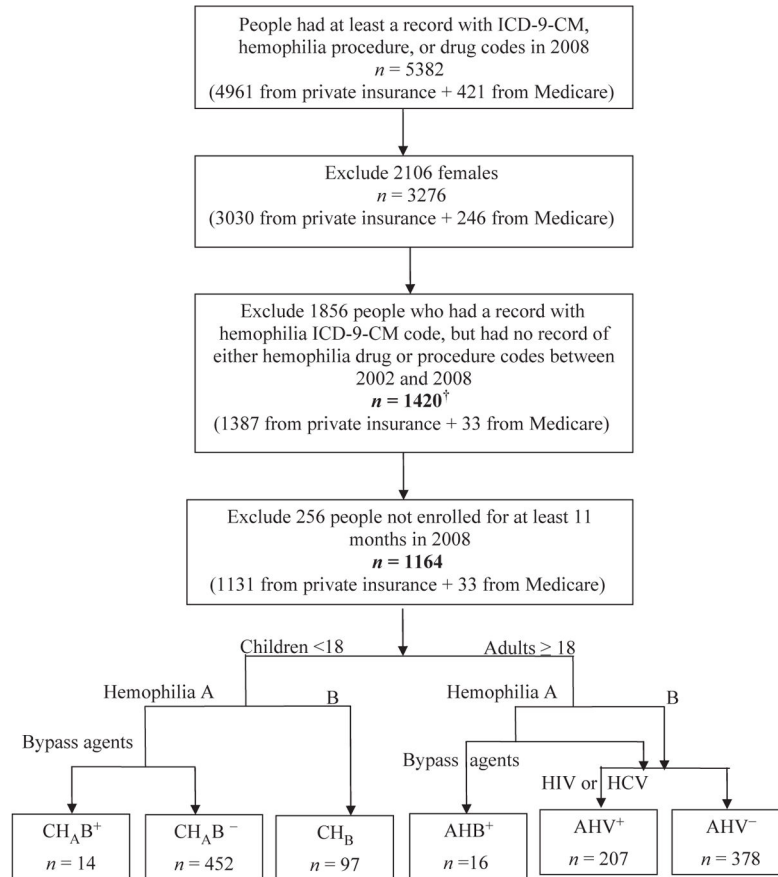 People had at least a record with ICD-9-CM,
hemophilia procedure, or drug codes in 2008
n = 5382
(4961 from private insurance + 421 from Medicare)
Exclude 2106 females
n = 3276
(3030 from private insurance + 246 from Medicare)
Exclude 1856 people who had a record with
hemophilia ICD-9-CM code, but had no record of
either hemophilia drug or procedure codes between
2002 and 2008
n = 1420†
(1387 from private insurance + 33 from Medicare)
Exclude 256 people not enrolled for at least 11
months in 2008
n = 1164
(1131 from private insurance + 33 from Medicare)
Children <18
Adults ≥ 18
Hemophilia A
B
Hemophilia A
B
Bypass agents
Bypass agents
HIV or HCV
CHAB+
n = 14
CHAB−
n = 452
CHB
n = 97
AHB+
n =16
AHV+
n = 207
AHV−
n = 378